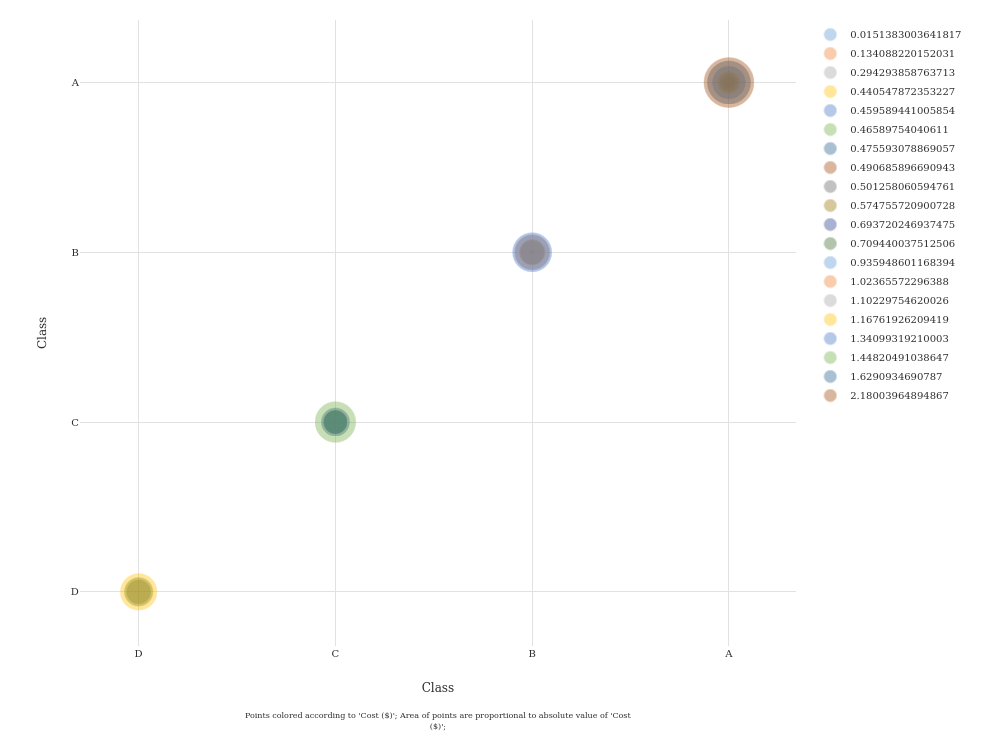 A
B
C
D
Class
D
C
B
A
Class
Points colored according to 'Cost ($)'; Area of points are proportional to absolute value of 'Cost
($)';
0.0151383003641817
0.134088220152031
0.294293858763713
0.440547872353227
0.459589441005854
0.46589754040611
0.475593078869057
0.490685896690943
0.501258060594761
0.574755720900728
0.693720246937475
0.709440037512506
0.935948601168394
1.02365572296388
1.10229754620026
1.16761926209419
1.34099319210003
1.44820491038647
1.6290934690787
2.18003964894867